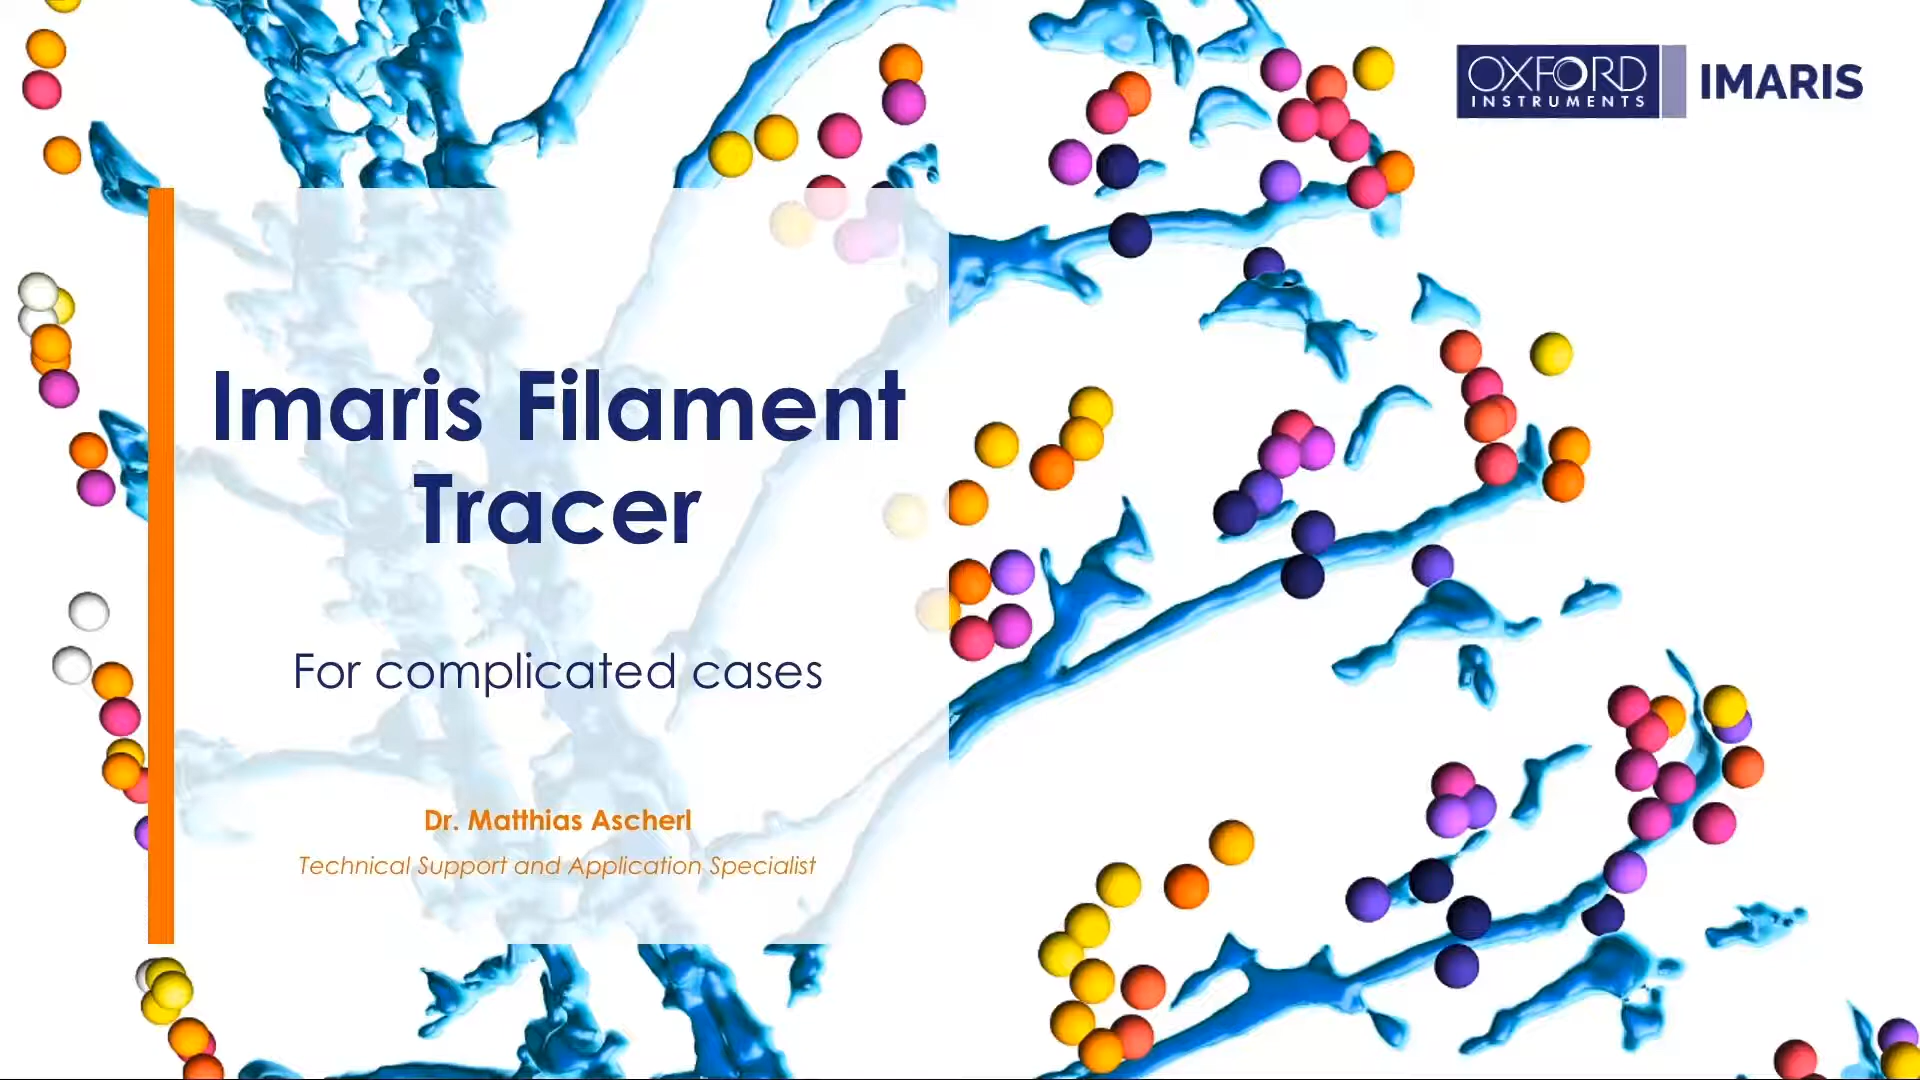 OXFORD
INSTRUMENTS
IMARIS
Imaris Filament
Tracer
For complicated cases
Dr. Matthias Ascherl
Technical Support and Application Specialist